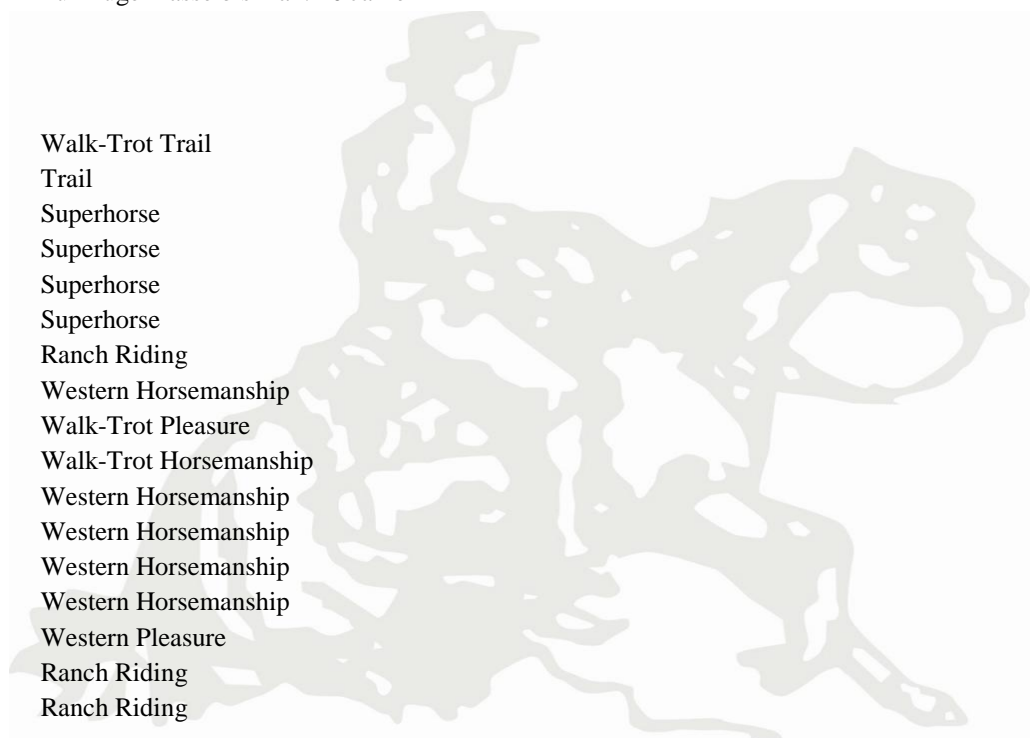 Walk-Trot Trail
Trail
Superhorse
Superhorse
Superhorse
Superhorse
Ranch Riding
Western Horsemanship
Walk-Trot Pleasure
Walk-Trot Horsemanship
Western Horsemanship
Western Horsemanship
Western Horsemanship
Western Horsemanship
Western Pleasure
Ranch Riding
Ranch Riding